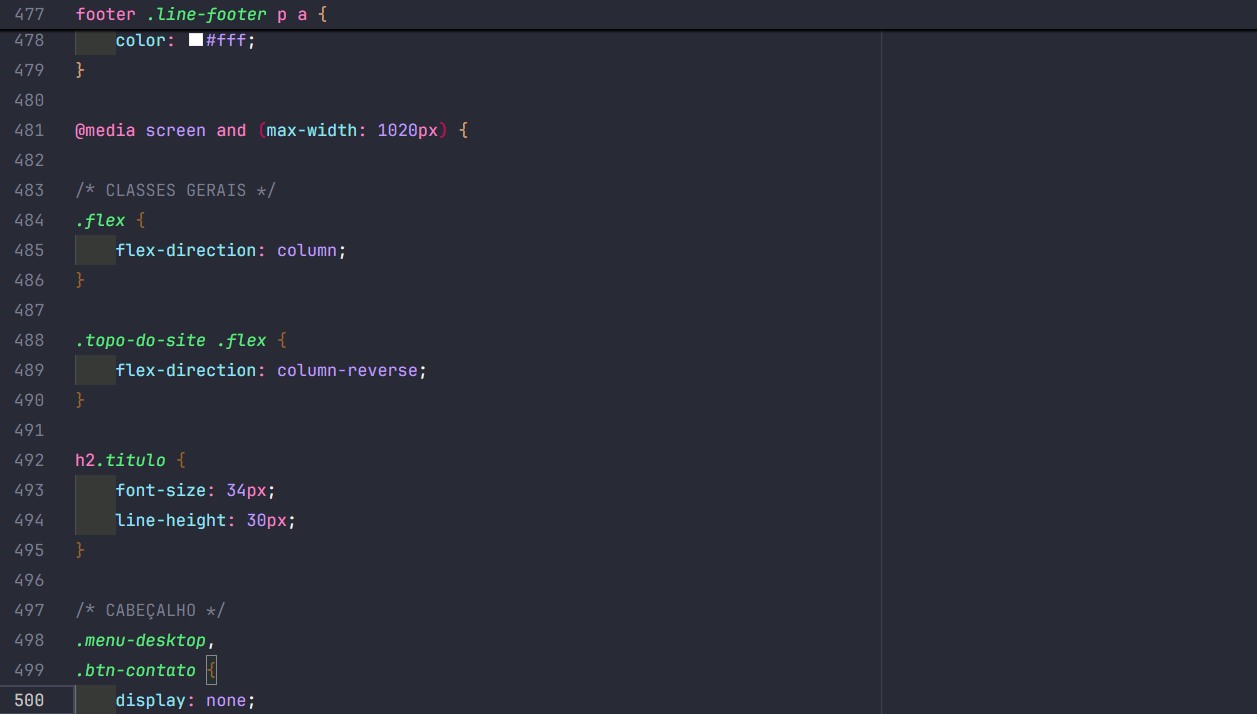 477 footer .line-footer p a {
478 color: #fff;
479 }
480
481 @media screen and (max-width: 1020px) {
482
483 /* CLASSES GERAIS */
484 .flex {
485 flex-direction: column;
486 }
487
488 .topo-do-site .flex {
489 flex-direction: column-reverse;
490 }
491
492 h2.titulo {
493 font-size: 34px;
494 line-height: 30px;
495 }
496
497 /* CABEÇALHO */
498 .menu-desktop,
499 .btn-contato {
500 display: none;